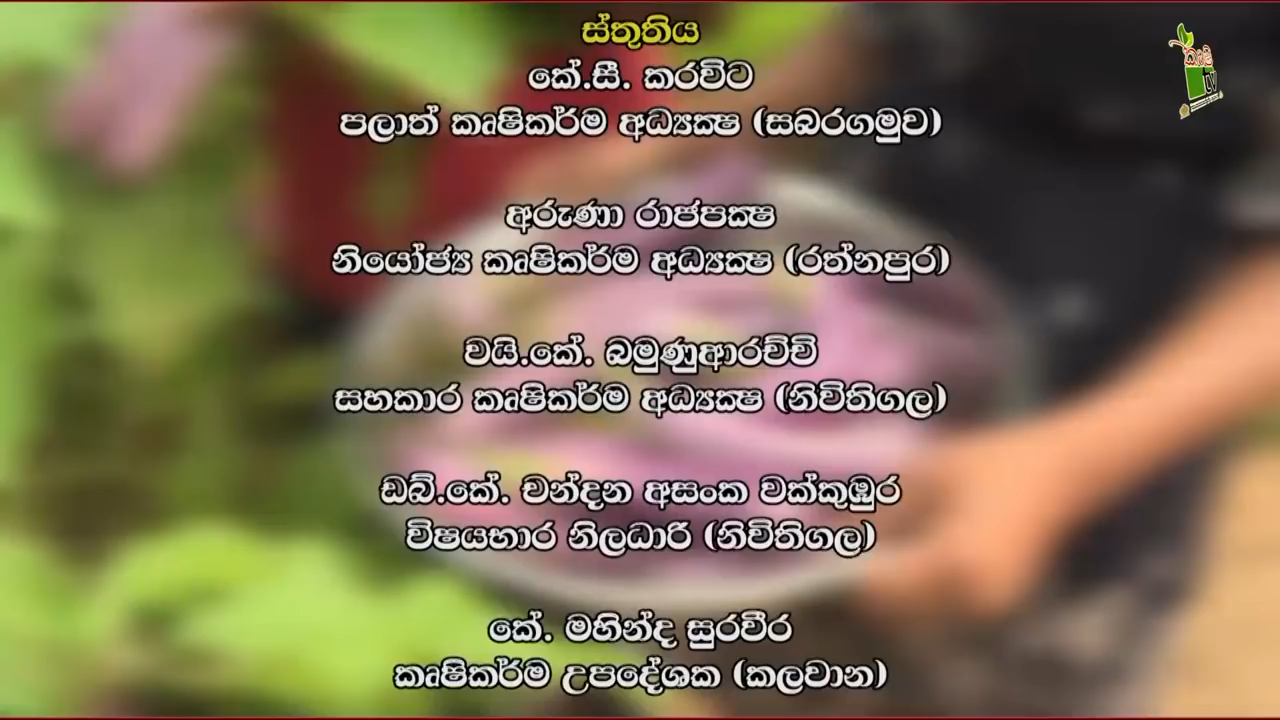 ස්තූතිය
කේ.සී. කරවිට
පලාත් කෘෂිකර්ම අධ්‍යක්ෂ (සබරගමුව)
අරුණා රාජපක්ෂ
නියෝජ්‍ය කෘෂිකර්ම අධ්‍යක්ෂ (රත්නපුර)
වයි.කේ. බමුණුආරච්චි
සහකාර කෘෂිකර්ම අධ්‍යක්ෂ (නිවිතිගල)
ඩබ්.කේ. චන්දන අසංක වක්කුඹුර
විෂයභාර නිලධාරි (නිවිතිගල)
කේ. මහින්ද සුරවීර
කෘෂිකර්ම උපදේශක (කලවාන)
කෘෂි
tv